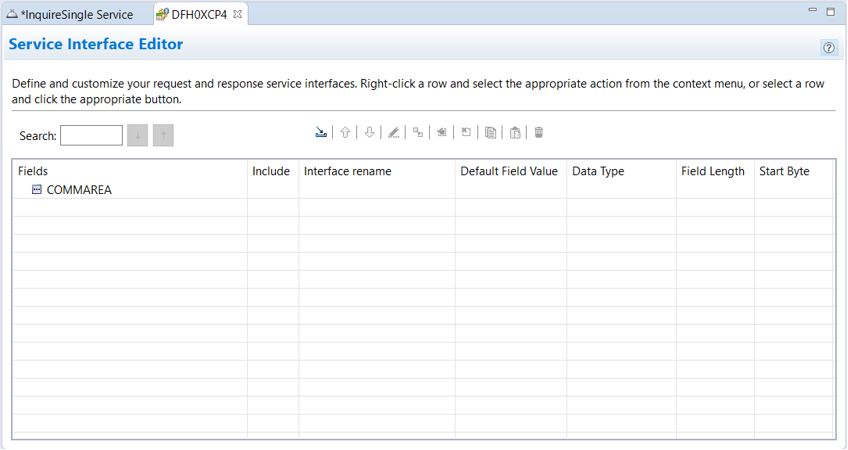 *InquireSingle Service DFH0XCP4
Service Interface Editor
Define and customize your request and response service interfaces. Right-click a row and select the appropriate action from the context menu, or select a row
and click the appropriate button.
Search:
Fields Include Interface rename Default Field Value Data Type Field Length Start Byte
COMMAREA